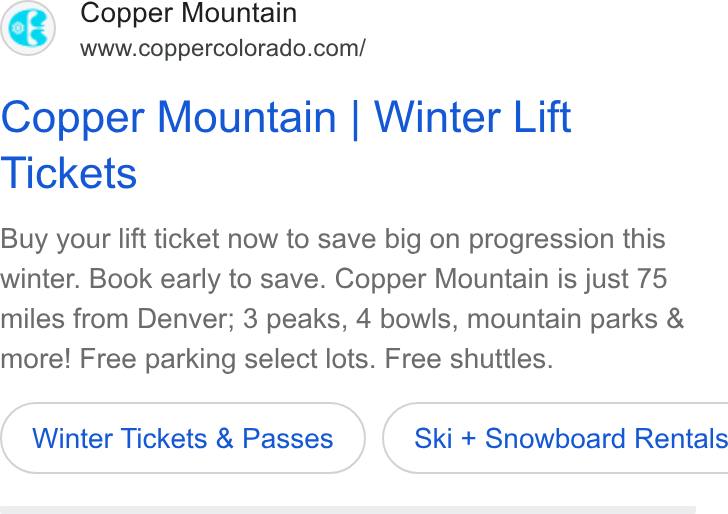 Copper Mountain
www.coppercolorado.com/
Copper Mountain | Winter Lift
Tickets
Buy your lift ticket now to save big on progression this
winter. Book early to save. Copper Mountain is just 75
miles from Denver; 3 peaks, 4 bowls, mountain parks &
more! Free parking select lots. Free shuttles.
Winter Tickets & Passes
Ski + Snowboard Rentals